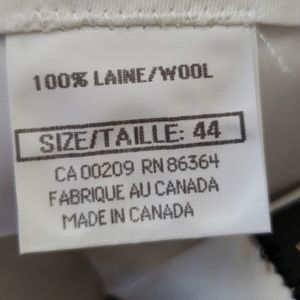 100% LAINE/WOOL
SIZE/TAILLE: 44
CA 00209 RN 86364
FABRIQUE AU CANADA
MADE IN CANADA